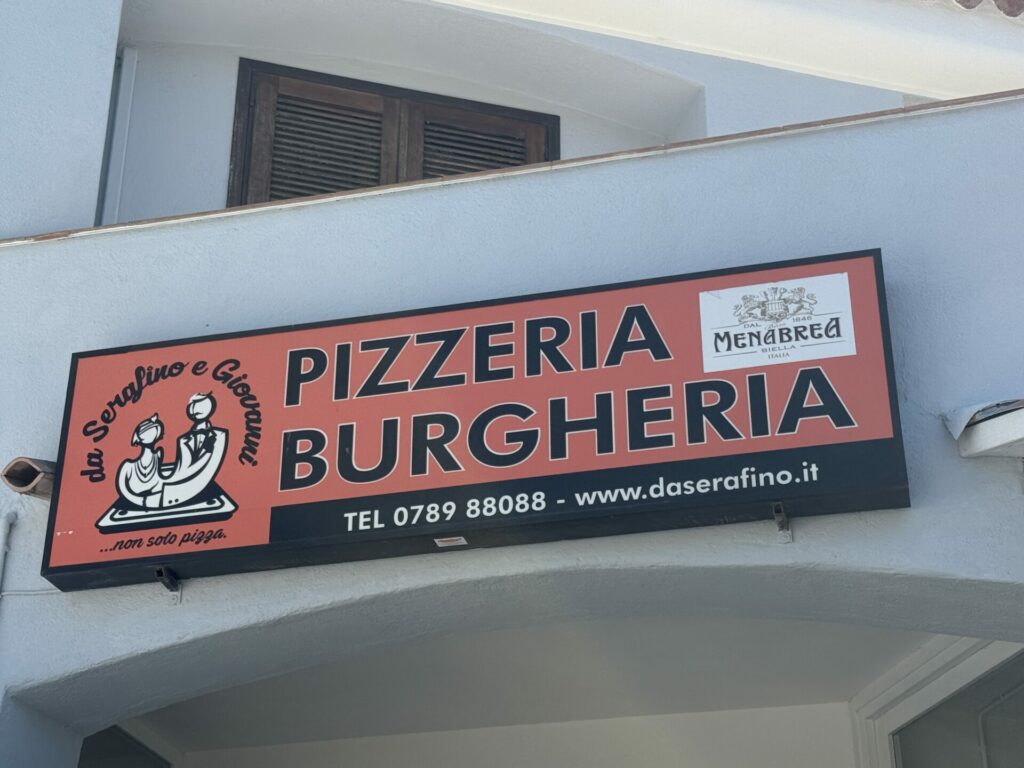 da Serafino e Giovanni
...non solo pizza.
PIZZERIA
BURGHERIA
TEL 0789 88088 - www.daserafino.it
DAL 1846
Birra
MENABREA
BIELLA
ITALIA